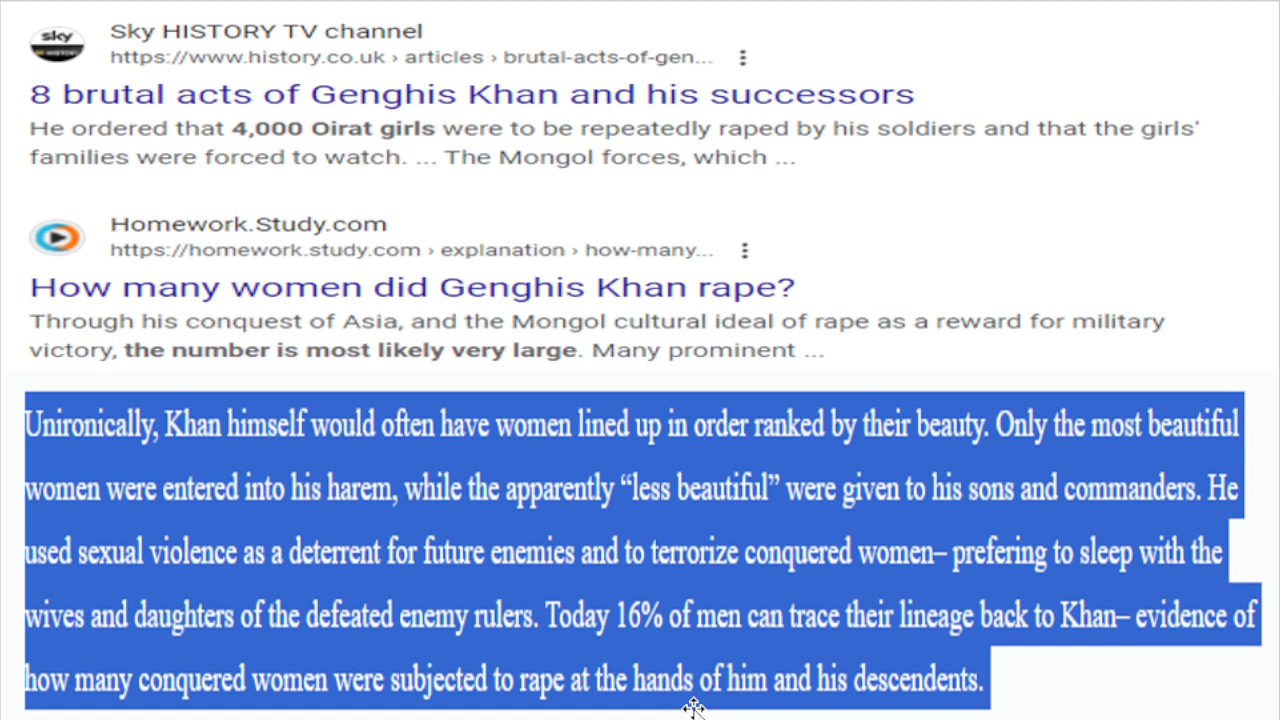 sky
HISTORY
Sky HISTORY TV channel
https://www.history.co.uk › articles › brutal-acts-of-gen...
8 brutal acts of Genghis Khan and his successors
He ordered that 4,000 Oirat girls were to be repeatedly raped by his soldiers and that the girls'
families were forced to watch. ... The Mongol forces, which ...
Homework.Study.com
https://homework.study.com › explanation › how-many...
How many women did Genghis Khan rape?
Through his conquest of Asia, and the Mongol cultural ideal of rape as a reward for military
victory, the number is most likely very large. Many prominent ...
Unironically, Khan himself would often have women lined up in order ranked by their beauty. Only the most beautiful
women were entered into his harem, while the apparently “less beautiful” were given to his sons and commanders. He
used sexual violence as a deterrent for future enemies and to terrorize conquered women– prefering to sleep with the
wives and daughters of the defeated enemy rulers. Today 16% of men can trace their lineage back to Khan– evidence of
how many conquered women were subjected to rape at the hands of him and his descendents.